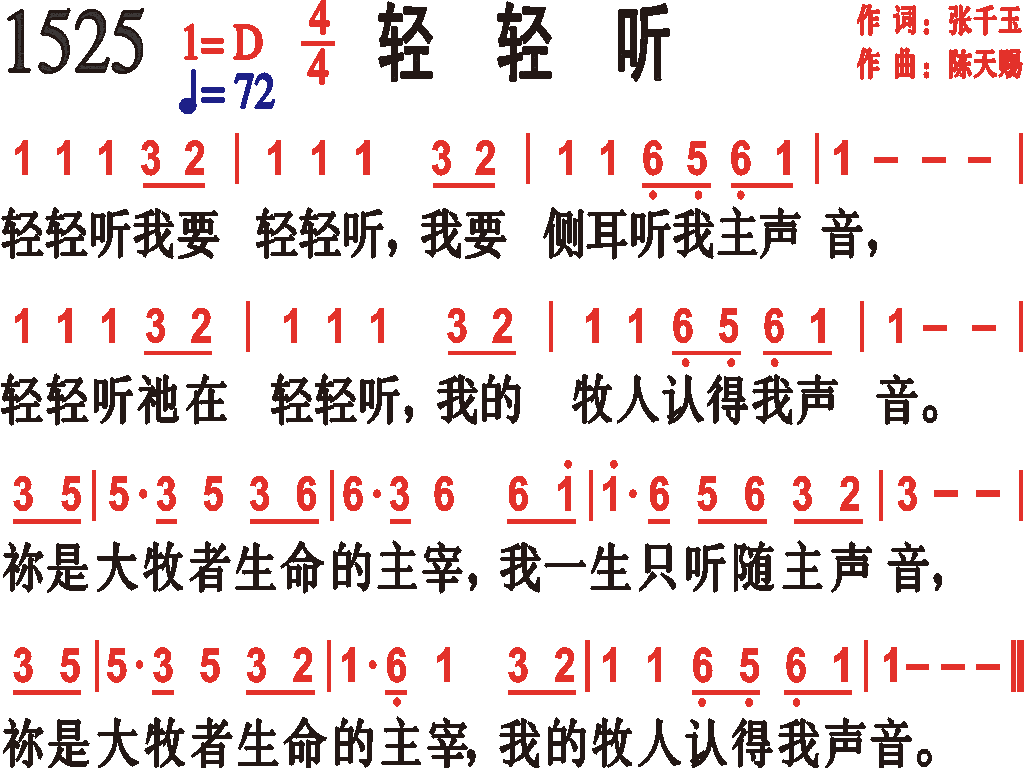 1525 1=D 4/4 轻 轻 听 作 词：张千玉
♩=72 作 曲：陈天赐
1 1 1 3 2 | 1 1 1 3 2 | 1 1 6̣ 5̣ 6̣ 1 | 1 – – – |
轻轻听我要 轻轻听，我要 侧耳听我主声 音，
1 1 1 3 2 | 1 1 1 3 2 | 1 1 6̣ 5̣ 6̣ 1 | 1 – – |
轻轻听祂在 轻轻听，我的 牧人认得我声 音。
3 5 | 5·3 5 3 6 | 6·3 6 6 i | i·6 5 6 3 2 | 3 – – |
祢是大牧者生命的主宰，我一生只听随主声音，
3 5 | 5·3 5 3 2 | 1·6̣ 1 3 2 | 1 1 6̣ 5̣ 6̣ 1 | 1 – – – ‖
祢是大牧者生命的主宰，我的牧人认得我声音。